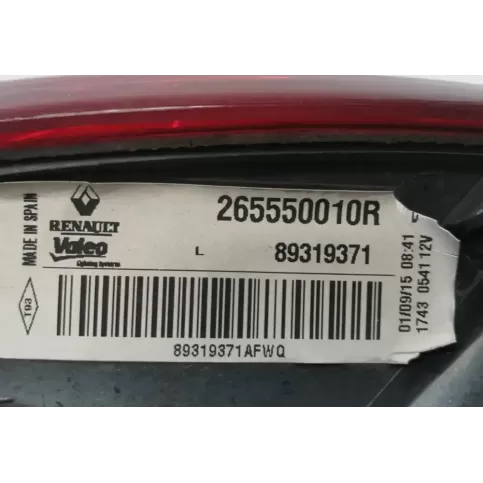 MADE IN SPAIN
RENAULT
Valeo
Lighting Systems
265550010R
L 89319371
T93
89319371AFWQ
01/09/15 08:41
1743 0541 12V